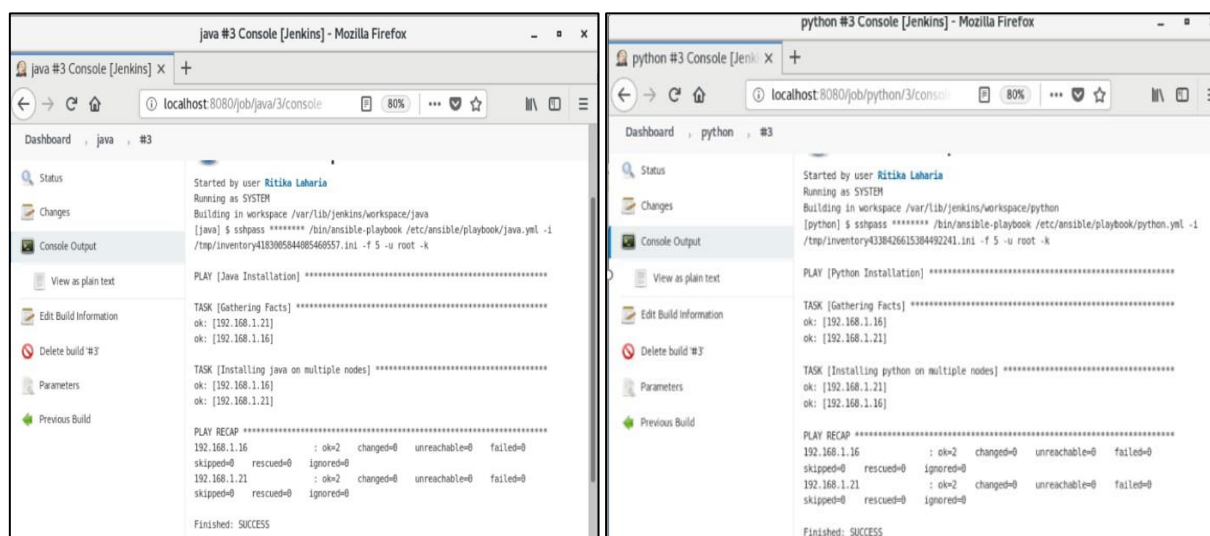 java #3 Console [Jenkins] - Mozilla Firefox
java #3 Console [Jenkins] × +
localhost:8080/job/java/3/console 80%
Dashboard , java , #3
Status
Changes
Console Output
View as plain text
Edit Build Information
Delete build '#3'
Parameters
Previous Build
Started by user Ritika Laharia
Running as SYSTEM
Building in workspace /var/lib/jenkins/workspace/java
[java] $ sshpass ******** /bin/ansible-playbook /etc/ansible/playbook/java.yml -i
/tmp/inventory4183005844085460557.ini -f 5 -u root -k
PLAY [Java Installation] ******************************************************
TASK [Gathering Facts] ********************************************************
ok: [192.168.1.21]
ok: [192.168.1.16]
TASK [Installing java on multiple nodes] **************************************
ok: [192.168.1.16]
ok: [192.168.1.21]
PLAY RECAP ********************************************************************
192.168.1.16 : ok=2 changed=0 unreachable=0 failed=0
skipped=0 rescued=0 ignored=0
192.168.1.21 : ok=2 changed=0 unreachable=0 failed=0
skipped=0 rescued=0 ignored=0
Finished: SUCCESS
python #3 Console [Jenkins] - Mozilla Firefox
python #3 Console [Jenki × +
localhost:8080/job/python/3/consol 80%
Dashboard , python , #3
Status
Changes
Console Output
View as plain text
Edit Build Information
Delete build '#3'
Parameters
Previous Build
Started by user Ritika Laharia
Running as SYSTEM
Building in workspace /var/lib/jenkins/workspace/python
[python] $ sshpass ******** /bin/ansible-playbook /etc/ansible/playbook/python.yml -i
/tmp/inventory4338426615384492241.ini -f 5 -u root -k
PLAY [Python Installation] ****************************************************
TASK [Gathering Facts] ********************************************************
ok: [192.168.1.16]
ok: [192.168.1.21]
TASK [Installing python on multiple nodes] ************************************
ok: [192.168.1.21]
ok: [192.168.1.16]
PLAY RECAP ********************************************************************
192.168.1.16 : ok=2 changed=0 unreachable=0 failed=0
skipped=0 rescued=0 ignored=0
192.168.1.21 : ok=2 changed=0 unreachable=0 failed=0
skipped=0 rescued=0 ignored=0
Finished: SUCCESS